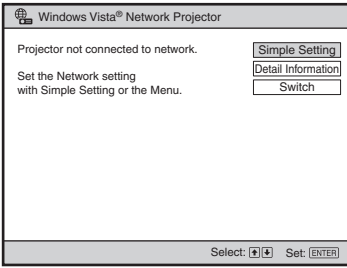 Windows Vista® Network Projector
Projector not connected to network.
Set the Network setting
with Simple Setting or the Menu.
Simple Setting
Detail Information
Switch
Select: ↑ ↓ Set: ENTER